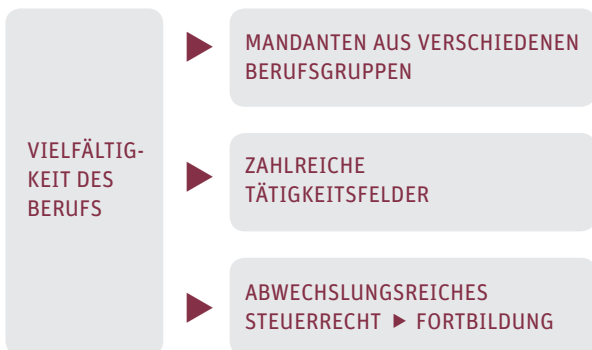 VIELFÄLTIG-
KEIT DES
BERUFS
MANDANTEN AUS VERSCHIEDENEN
BERUFSGRUPPEN
ZAHLREICHE
TÄTIGKEITSFELDER
ABWECHSLUNGSREICHES
STEUERRECHT ▶ FORTBILDUNG